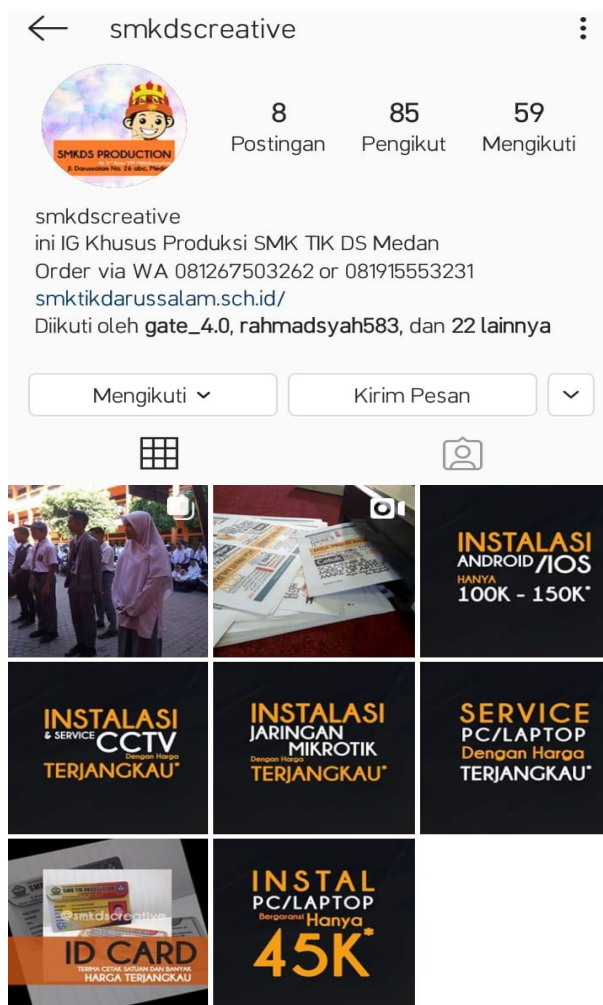 smkdscreative
8
Postingan
85
Pengikut
59
Mengikuti
SMKDS PRODUCTION
smkdscreative
ini IG Khusus Produksi SMK TIK DS Medan
Order via WA 081267503262 or 081915553231
smktikdarussalam.sch.id/
Diikuti oleh gate_4.0, rahmadsyah583, dan 22 lainnya
Mengikuti
Kirim Pesan
INSTALASI
ANDROID/IOS
HANYA
100K - 150K*
INSTALASI
& SERVICE CCTV
Dengan Harga
TERJANGKAU*
INSTALASI
JARINGAN
MIKROTIK
Dengan Harga
TERJANGKAU*
SERVICE
PC/LAPTOP
Dengan Harga
TERJANGKAU*
SMK TIK DARUSSALAM
@smkdscreative
ID CARD
TERIMA CETAK SATUAN DAN BANYAK
HARGA TERJANGKAU
INSTAL
PC/LAPTOP
Bergaransi Hanya
45K*